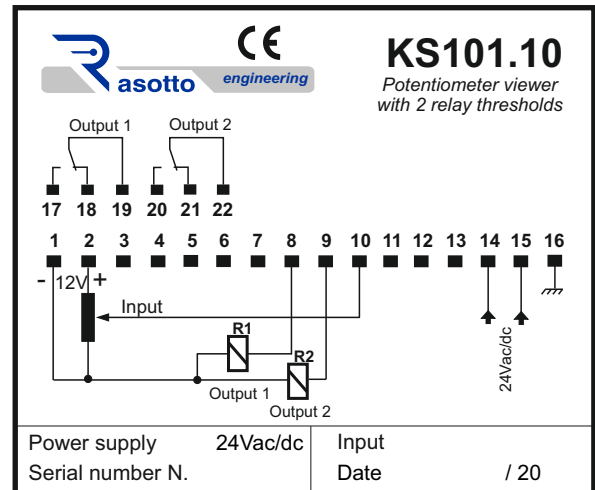 CE
KS101.10
Rasotto
engineering
Potentiometer viewer
with 2 relay thresholds
Output 1
Output 2
17 18 19 20 21 22
1 2 3 4 5 6 7 8 9 10 11 12 13 14 15 16
- 12V +
Input
R1
R2
Output 1
Output 2
24Vac/dc
Power supply 24Vac/dc
Input
Serial number N.
Date / 20